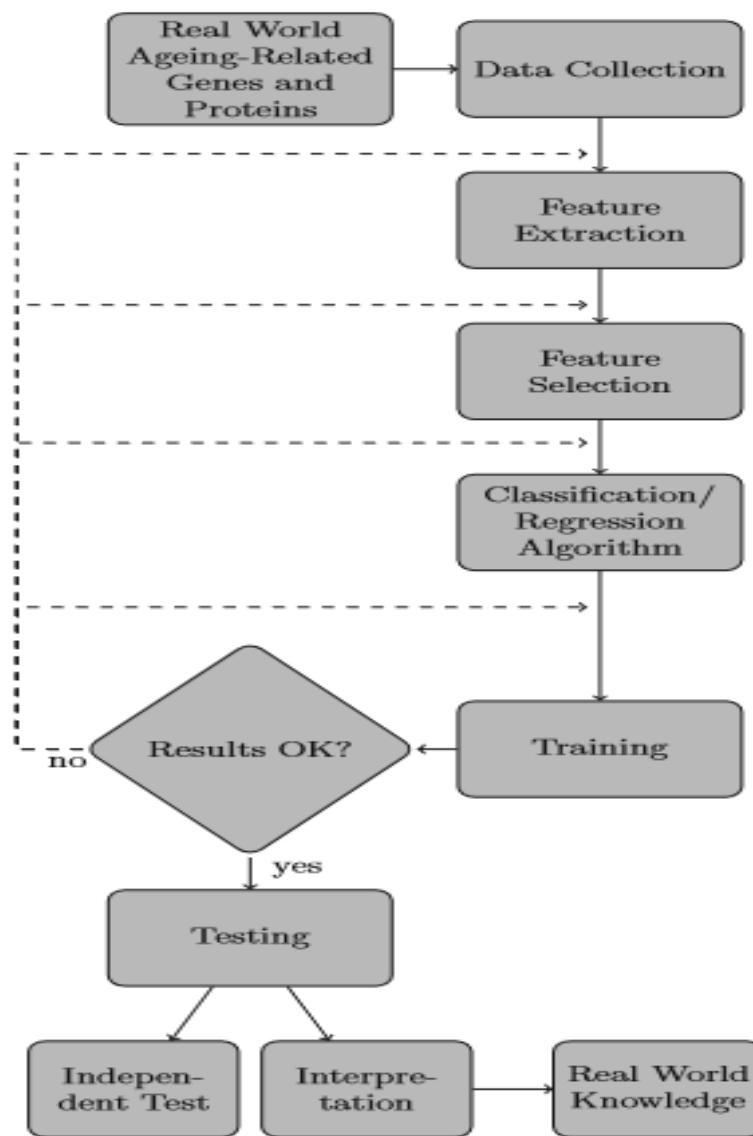 Real World
Ageing-Related
Genes and
Proteins
Data Collection
Feature
Extraction
Feature
Selection
Classification/
Regression
Algorithm
Training
Results OK?
no
yes
Testing
Indepen-
dent Test
Interpre-
tation
Real World
Knowledge